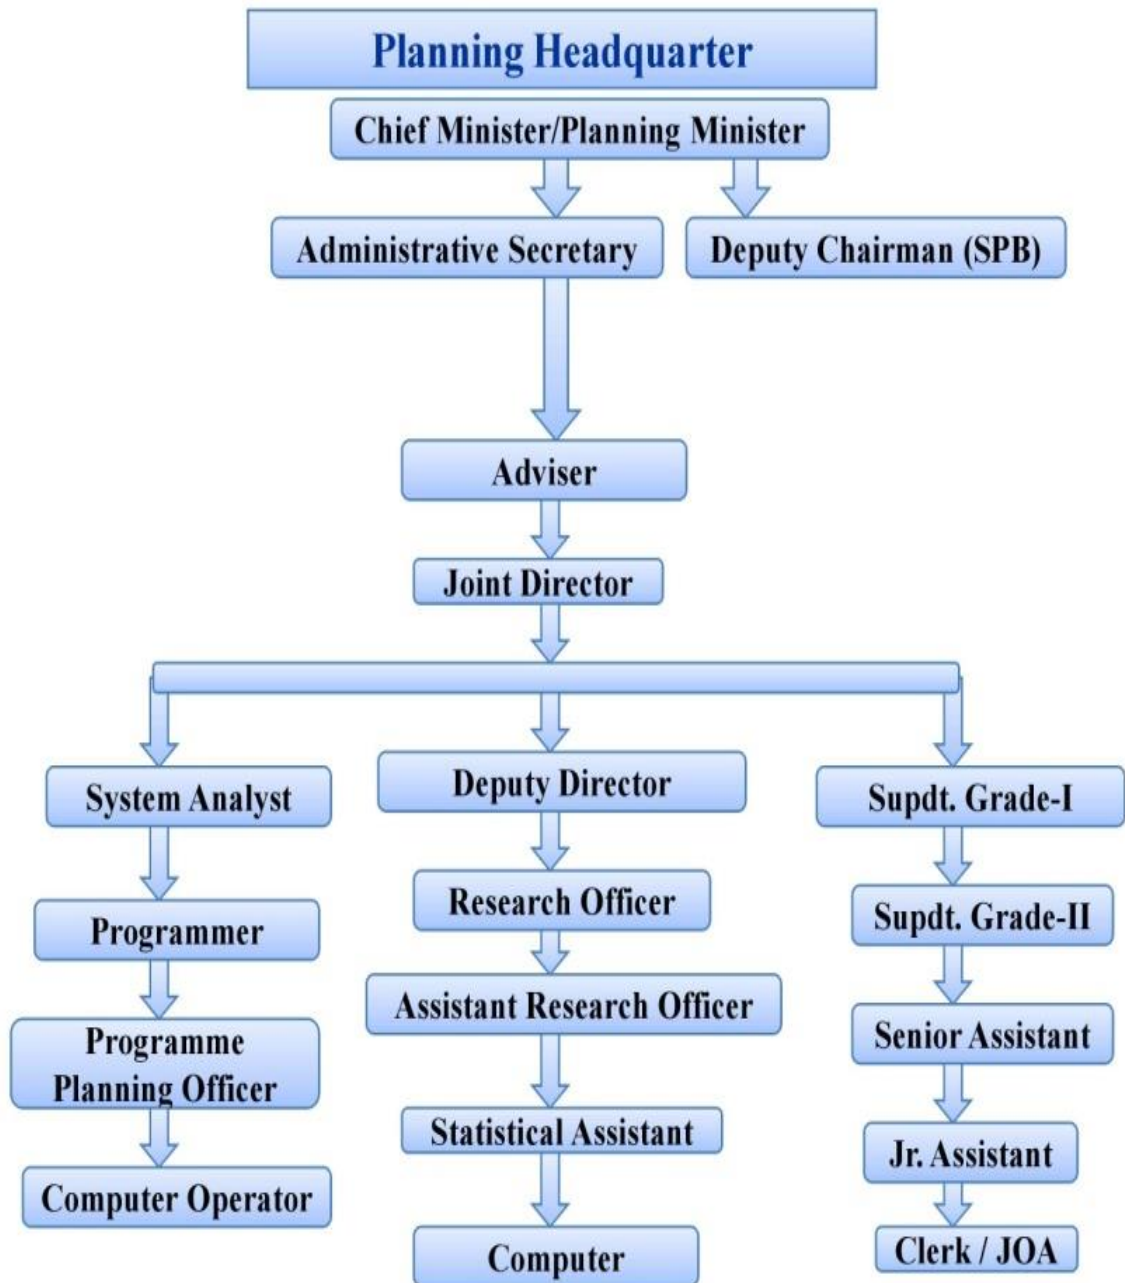 Planning Headquarter
Chief Minister/Planning Minister
Administrative Secretary
Deputy Chairman (SPB)
Adviser
Joint Director
System Analyst
Programmer
Programme
Planning Officer
Computer Operator
Deputy Director
Research Officer
Assistant Research Officer
Statistical Assistant
Computer
Supdt. Grade-I
Supdt. Grade-II
Senior Assistant
Jr. Assistant
Clerk / JOA